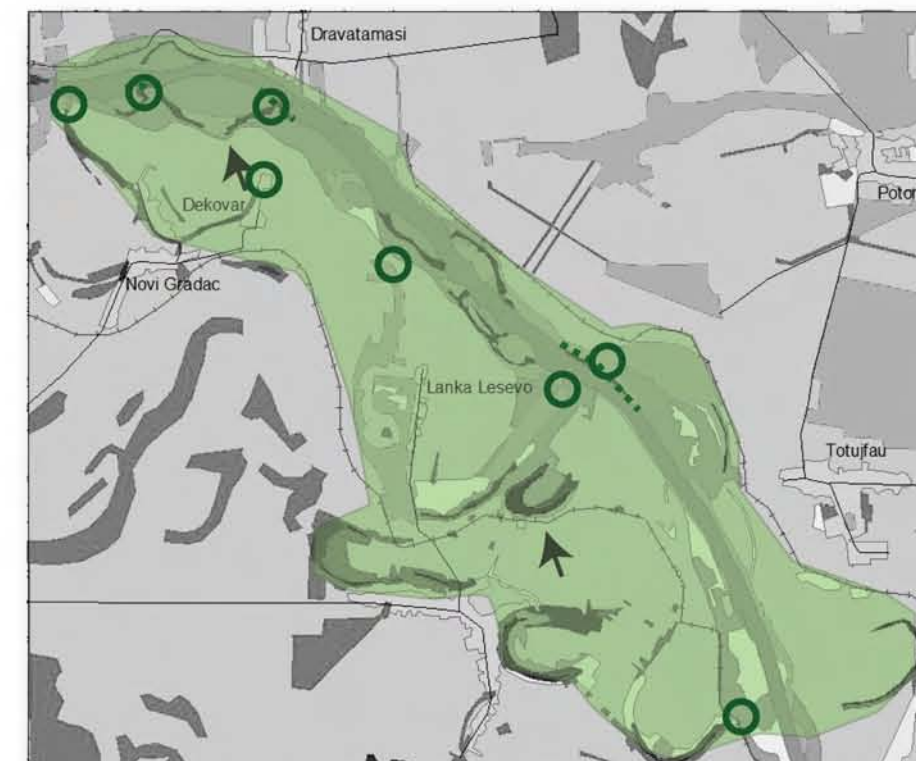 Dravatamasi
Potor
Dekovar
Novi Gradac
Lanka Lesevo
Totujfau